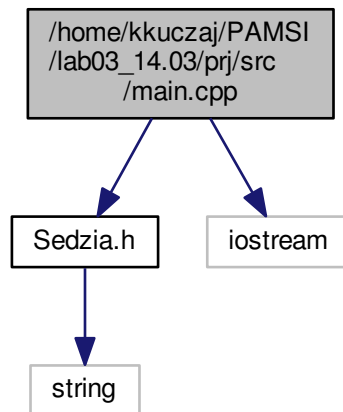 /home/kkuczaj/PAMSI
/lab03_14.03/prj/src
/main.cpp
Sedzia.h
iostream
string